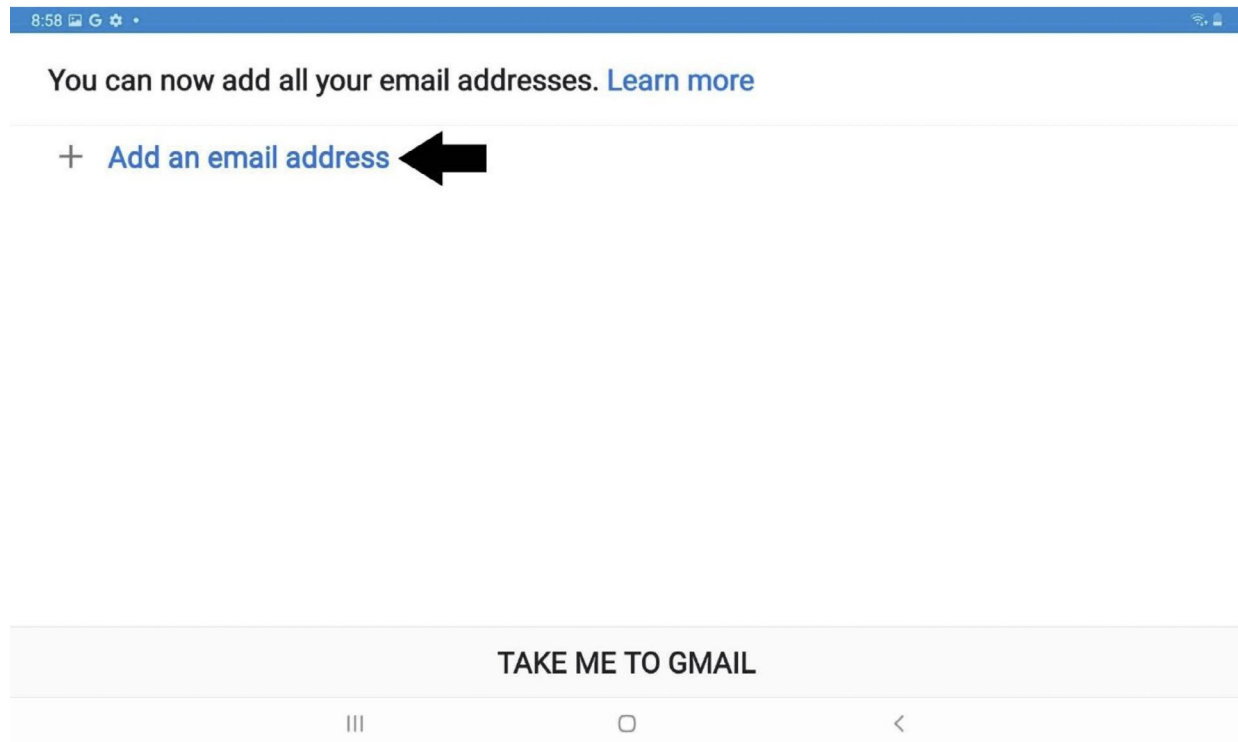 8:58 G
You can now add all your email addresses. Learn more
+ Add an email address
TAKE ME TO GMAIL